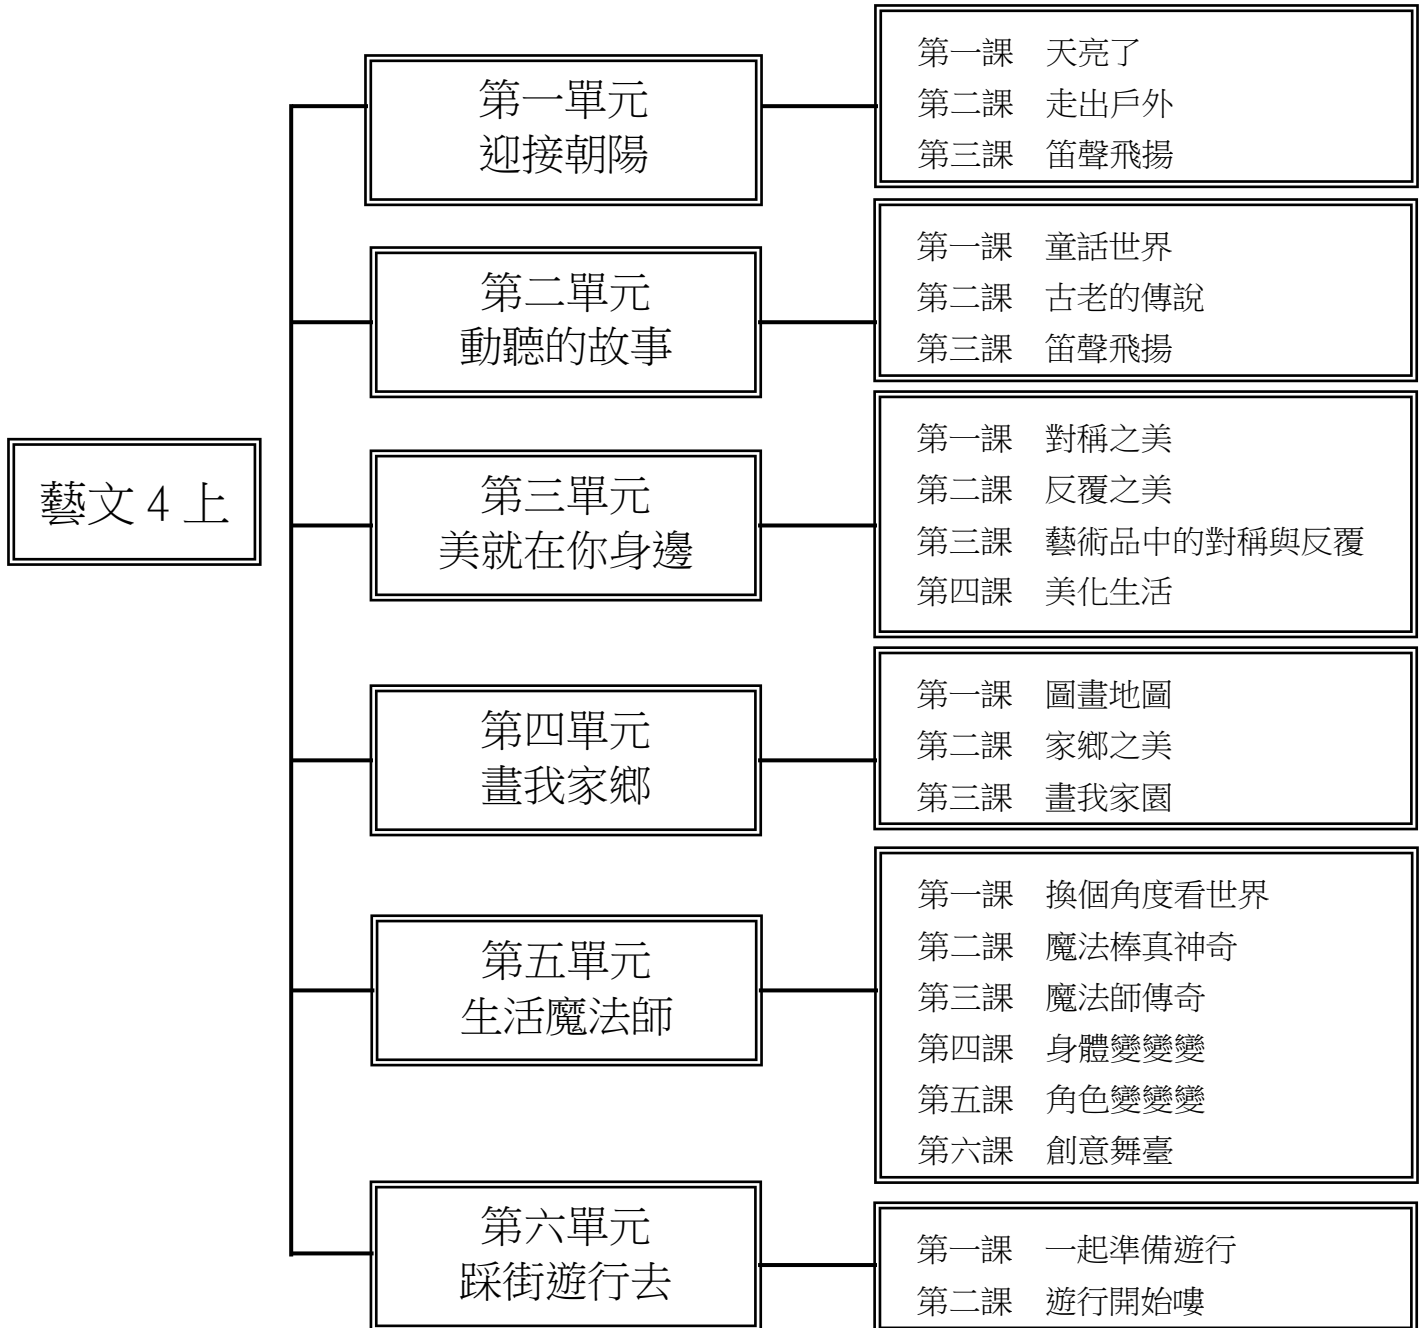 藝文 4 上
第一單元
迎接朝陽
第一課　天亮了
第二課　走出戶外
第三課　笛聲飛揚
第二單元
動聽的故事
第一課　童話世界
第二課　古老的傳說
第三課　笛聲飛揚
第三單元
美就在你身邊
第一課　對稱之美
第二課　反覆之美
第三課　藝術品中的對稱與反覆
第四課　美化生活
第四單元
畫我家鄉
第一課　圖畫地圖
第二課　家鄉之美
第三課　畫我家園
第五單元
生活魔法師
第一課　換個角度看世界
第二課　魔法棒真神奇
第三課　魔法師傳奇
第四課　身體變變變
第五課　角色變變變
第六課　創意舞臺
第六單元
踩街遊行去
第一課　一起準備遊行
第二課　遊行開始嘍